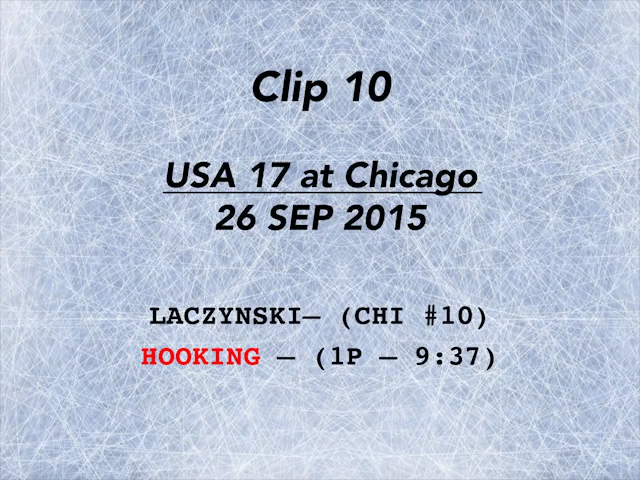 Clip 10
USA 17 at Chicago
26 SEP 2015
LACZYNSKI— (CHI #10)
HOOKING — (1P — 9:37)